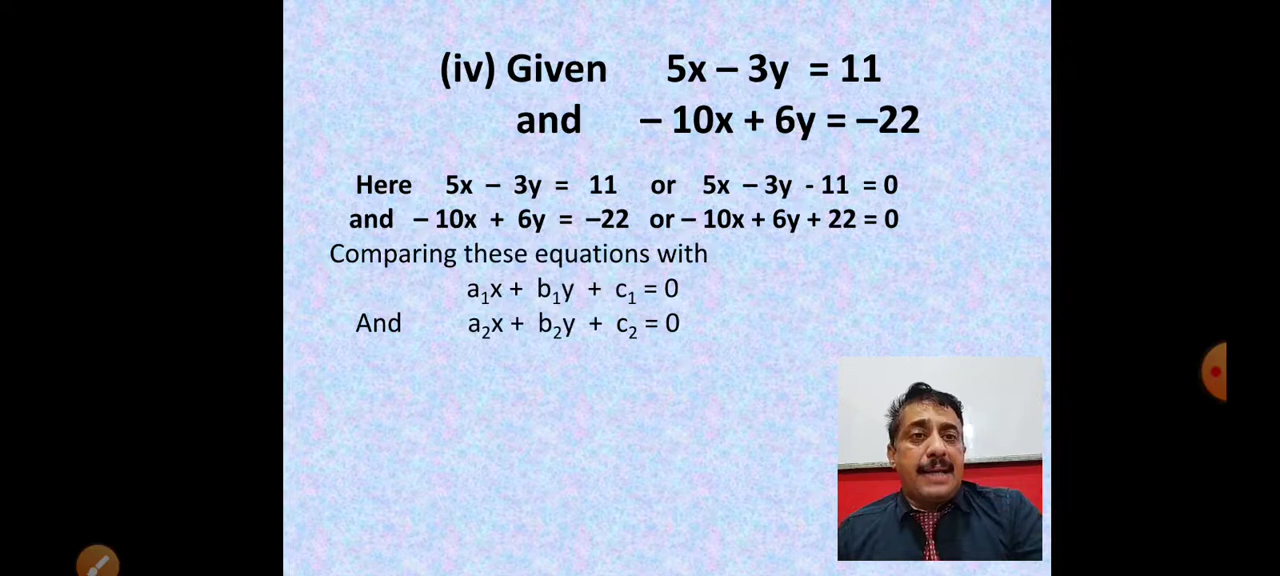 (iv) Given 5x – 3y = 11
and – 10x + 6y = –22
Here 5x – 3y = 11 or 5x – 3y - 11 = 0
and – 10x + 6y = –22 or – 10x + 6y + 22 = 0
Comparing these equations with
a₁x + b₁y + c₁ = 0
And a₂x + b₂y + c₂ = 0